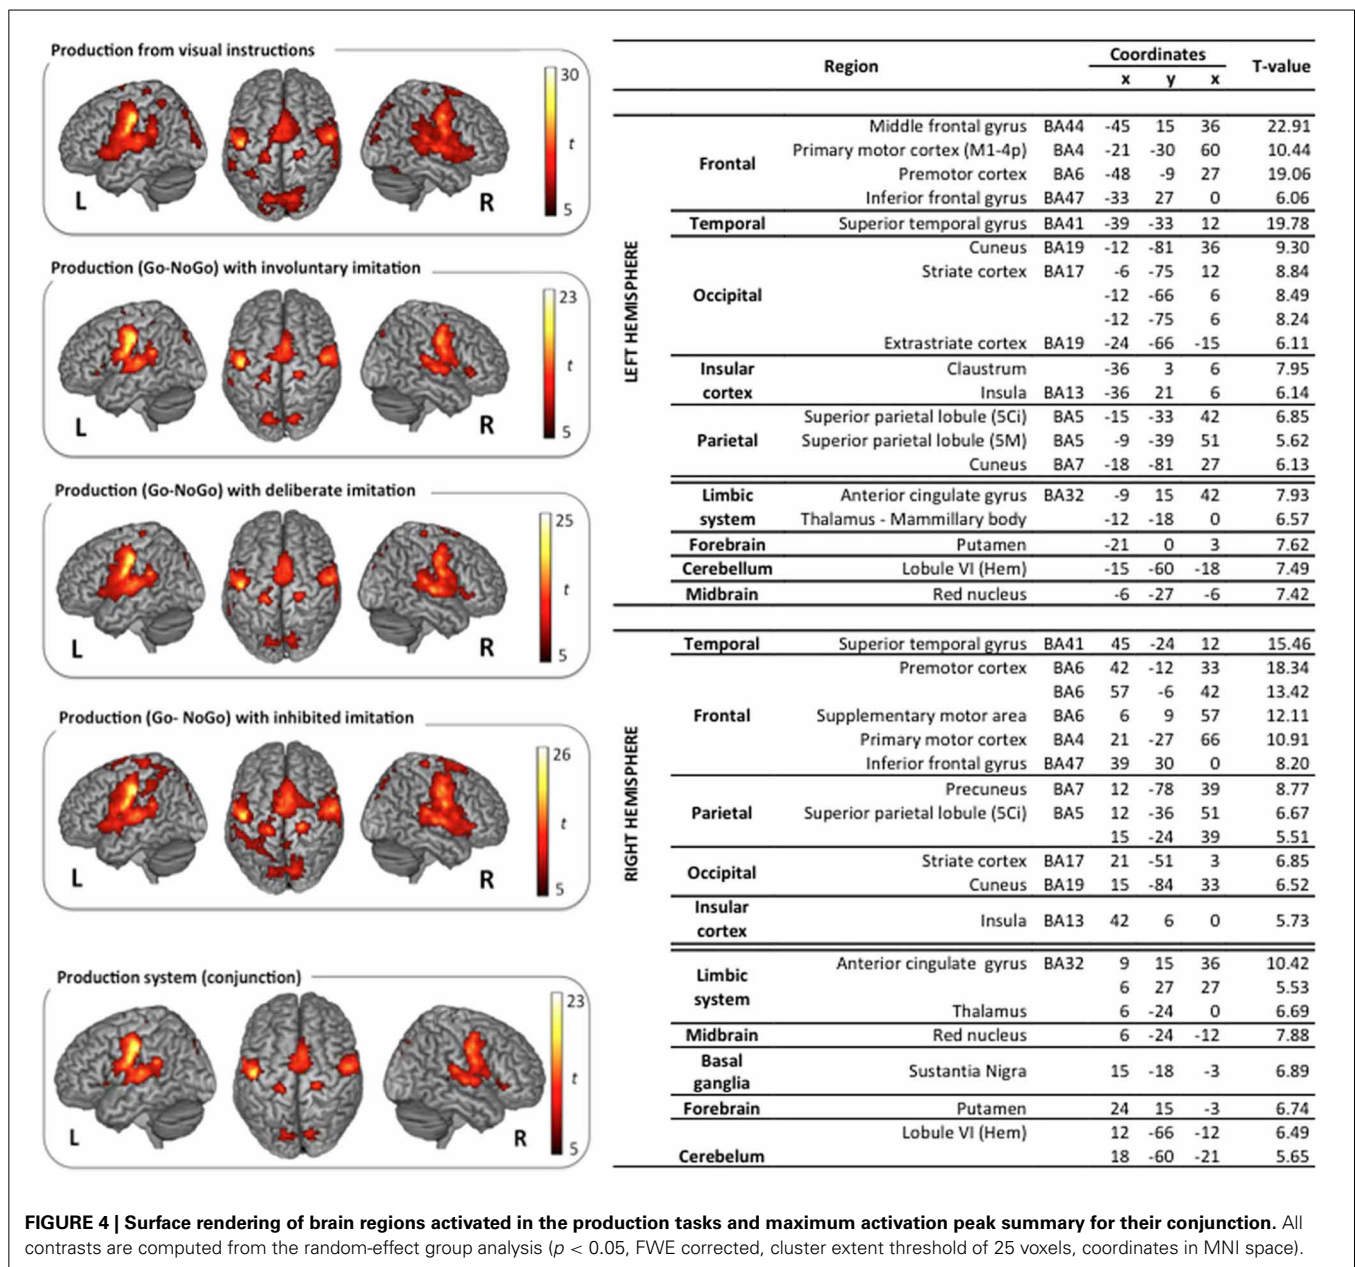 Production from visual instructions
30
t
5
L
R
Production (Go-NoGo) with involuntary imitation
23
t
5
L
R
Production (Go-NoGo) with deliberate imitation
25
t
5
L
R
Production (Go- NoGo) with inhibited imitation
26
t
5
L
R
Production system (conjunction)
23
t
5
L
R
Region Coordinates T-value
x y x
LEFT HEMISPHERE
Frontal
Middle frontal gyrus BA44 -45 15 36 22.91
Primary motor cortex (M1-4p) BA4 -21 -30 60 10.44
Premotor cortex BA6 -48 -9 27 19.06
Inferior frontal gyrus BA47 -33 27 0 6.06
Temporal Superior temporal gyrus BA41 -39 -33 12 19.78
Occipital
Cuneus BA19 -12 -81 36 9.30
Striate cortex BA17 -6 -75 12 8.84
-12 -66 6 8.49
-12 -75 6 8.24
Extrastriate cortex BA19 -24 -66 -15 6.11
Insular
cortex
Claustrum -36 3 6 7.95
Insula BA13 -36 21 6 6.14
Parietal
Superior parietal lobule (5Ci) BA5 -15 -33 42 6.85
Superior parietal lobule (5M) BA5 -9 -39 51 5.62
Cuneus BA7 -18 -81 27 6.13
Limbic
system
Anterior cingulate gyrus BA32 -9 15 42 7.93
Thalamus - Mammillary body -12 -18 0 6.57
Forebrain Putamen -21 0 3 7.62
Cerebellum Lobule VI (Hem) -15 -60 -18 7.49
Midbrain Red nucleus -6 -27 -6 7.42
RIGHT HEMISPHERE
Temporal Superior temporal gyrus BA41 45 -24 12 15.46
Frontal
Premotor cortex BA6 42 -12 33 18.34
BA6 57 -6 42 13.42
Supplementary motor area BA6 6 9 57 12.11
Primary motor cortex BA4 21 -27 66 10.91
Inferior frontal gyrus BA47 39 30 0 8.20
Parietal
Precuneus BA7 12 -78 39 8.77
Superior parietal lobule (5Ci) BA5 12 -36 51 6.67
15 -24 39 5.51
Occipital
Striate cortex BA17 21 -51 3 6.85
Cuneus BA19 15 -84 33 6.52
Insular
cortex
Insula BA13 42 6 0 5.73
Limbic
system
Anterior cingulate gyrus BA32 9 15 36 10.42
6 27 27 5.53
Thalamus 6 -24 0 6.69
Midbrain Red nucleus 6 -24 -12 7.88
Basal
ganglia
Sustantia Nigra 15 -18 -3 6.89
Forebrain Putamen 24 15 -3 6.74
Cerebelum
Lobule VI (Hem) 12 -66 -12 6.49
18 -60 -21 5.65
FIGURE 4 | Surface rendering of brain regions activated in the production tasks and maximum activation peak summary for their conjunction. All
contrasts are computed from the random-effect group analysis (p < 0.05, FWE corrected, cluster extent threshold of 25 voxels, coordinates in MNI space).